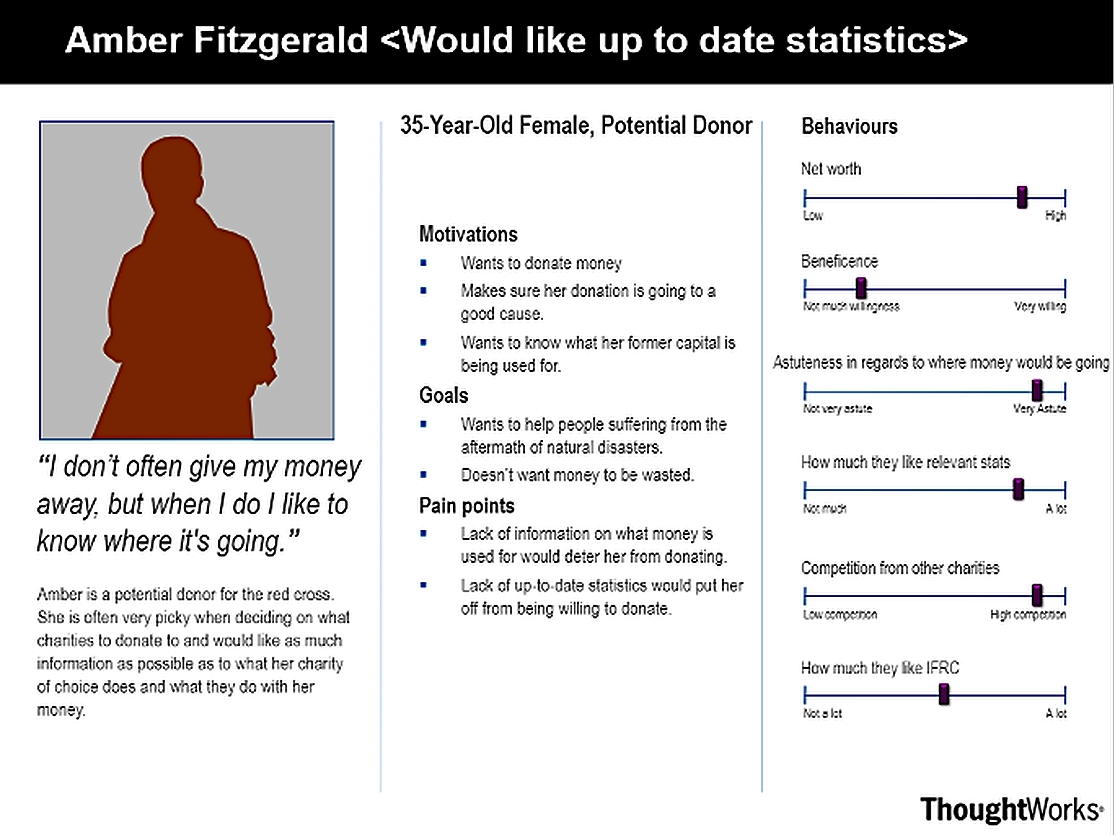 Amber Fitzgerald <Would like up to date statistics>
“I don’t often give my money
away, but when I do I like to
know where it's going.”
Amber is a potential donor for the red cross.
She is often very picky when deciding on what
charities to donate to and would like as much
information as possible as to what her charity
of choice does and what they do with her
money.
35-Year-Old Female, Potential Donor
Motivations
Wants to donate money
Makes sure her donation is going to a
good cause.
Wants to know what her former capital is
being used for.
Goals
Wants to help people suffering from the
aftermath of natural disasters.
Doesn’t want money to be wasted.
Pain points
Lack of information on what money is
used for would deter her from donating.
Lack of up-to-date statistics would put her
off from being willing to donate.
Behaviours
Net worth
Low High
Beneficence
Not much willingness Very willing
Astuteness in regards to where money would be going
Not very astute Very Astute
How much they like relevant stats
Not much A lot
Competition from other charities
Low competition High competition
How much they like IFRC
Not a lot A lot
ThoughtWorks®